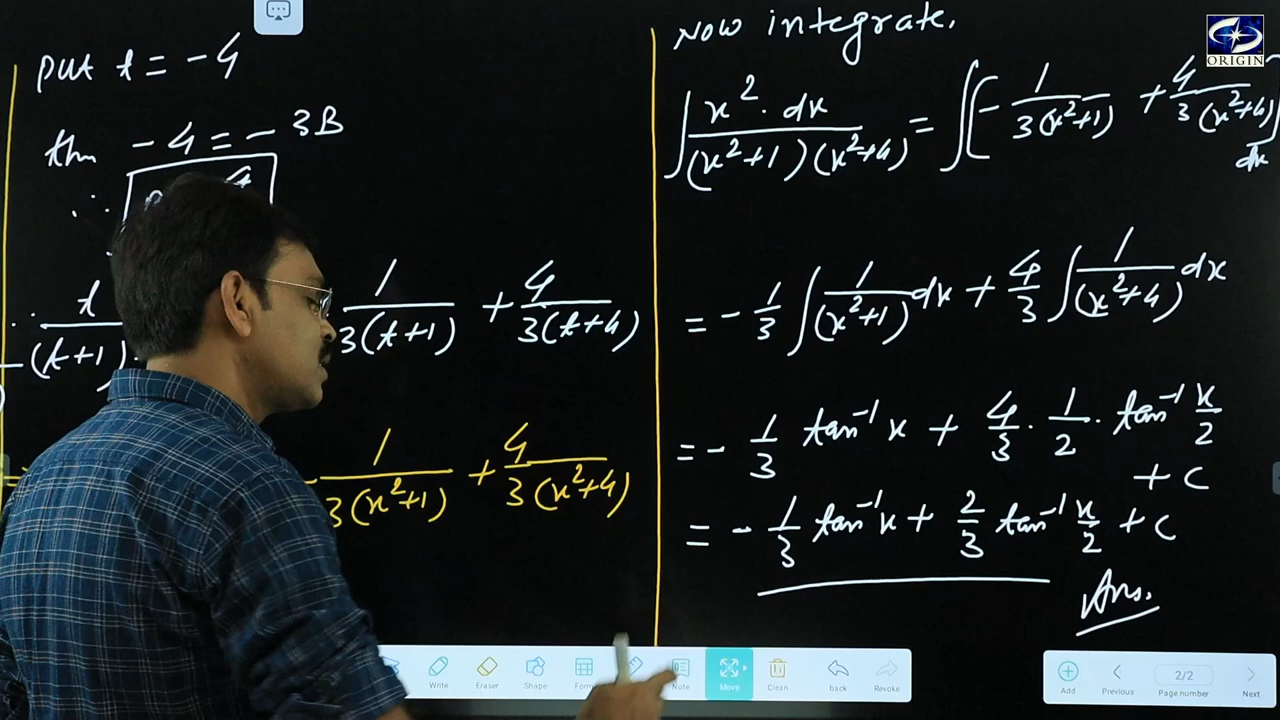 put t = -4
then -4 = -3B
∴
t/(t+1) 1/3(t+1) + 4/3(t+4)
1/3(x²+1) + 4/3(x²+4)
Now integrate.
∫ x². dx/(x²+1)(x²+4) = ∫[- 1/3(x²+1) + 4/3(x²+4)] dx
= - 1/3 ∫ 1/(x²+1) dx + 4/3 ∫ 1/(x²+4) dx
= - 1/3 tan⁻¹ x + 4/3 . 1/2 . tan⁻¹ x/2
+ c
= - 1/3 tan⁻¹ x + 2/3 tan⁻¹ x/2 + c
Ans.
ORIGIN
Write Eraser Shape Note Move Clean back Revoke
Add Previous 2/2 Next
Page number